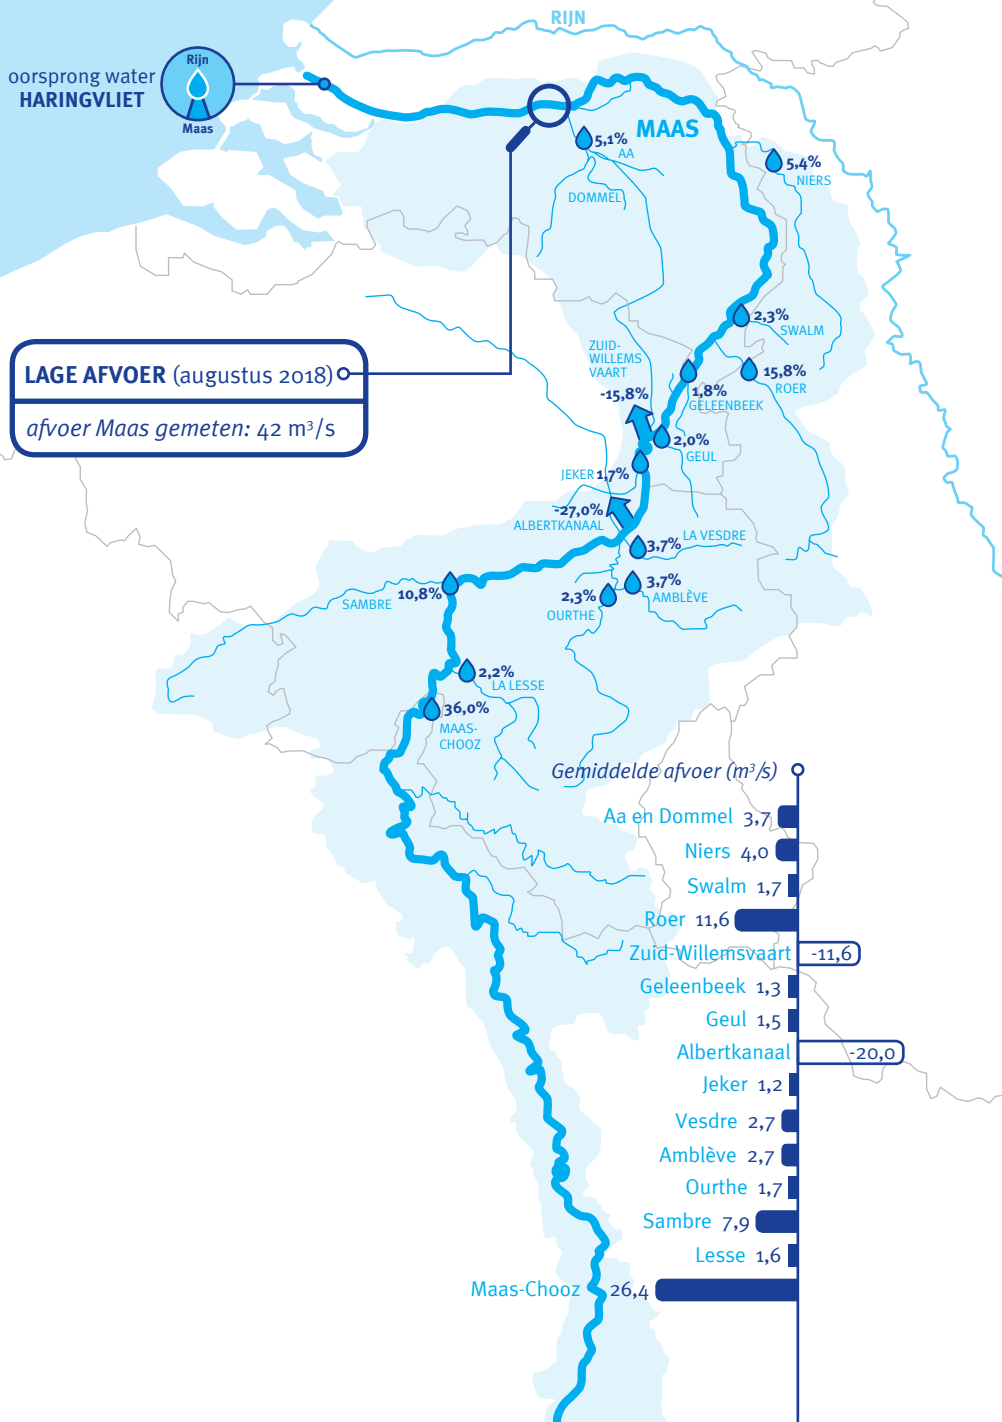 RIJN
Rijn
oorsprong water
HARINGVLIET
Maas
MAAS
5,1%
AA
DOMMEL
5,4%
NIERS
2,3%
SWALM
ZUID-
WILLEMS
VAART
-15,8%
15,8%
ROER
1,8%
GELEENBEEK
LAGE AFVOER (augustus 2018)
afvoer Maas gemeten: 42 m³/s
2,0%
GEUL
JEKER 1,7%
-27,0%
ALBERTKANAAL
LA VESDRE
3,7%
3,7%
AMBLÈVE
2,3%
OURTHE
10,8%
SAMBRE
2,2%
LA LESSE
36,0%
MAAS-
CHOOZ
Gemiddelde afvoer (m³/s)
Aa en Dommel 3,7
Niers 4,0
Swalm 1,7
Roer 11,6
Zuid-Willemsvaart -11,6
Geleenbeek 1,3
Geul 1,5
Albertkanaal -20,0
Jeker 1,2
Vesdre 2,7
Amblève 2,7
Ourthe 1,7
Sambre 7,9
Lesse 1,6
Maas-Chooz 26,4